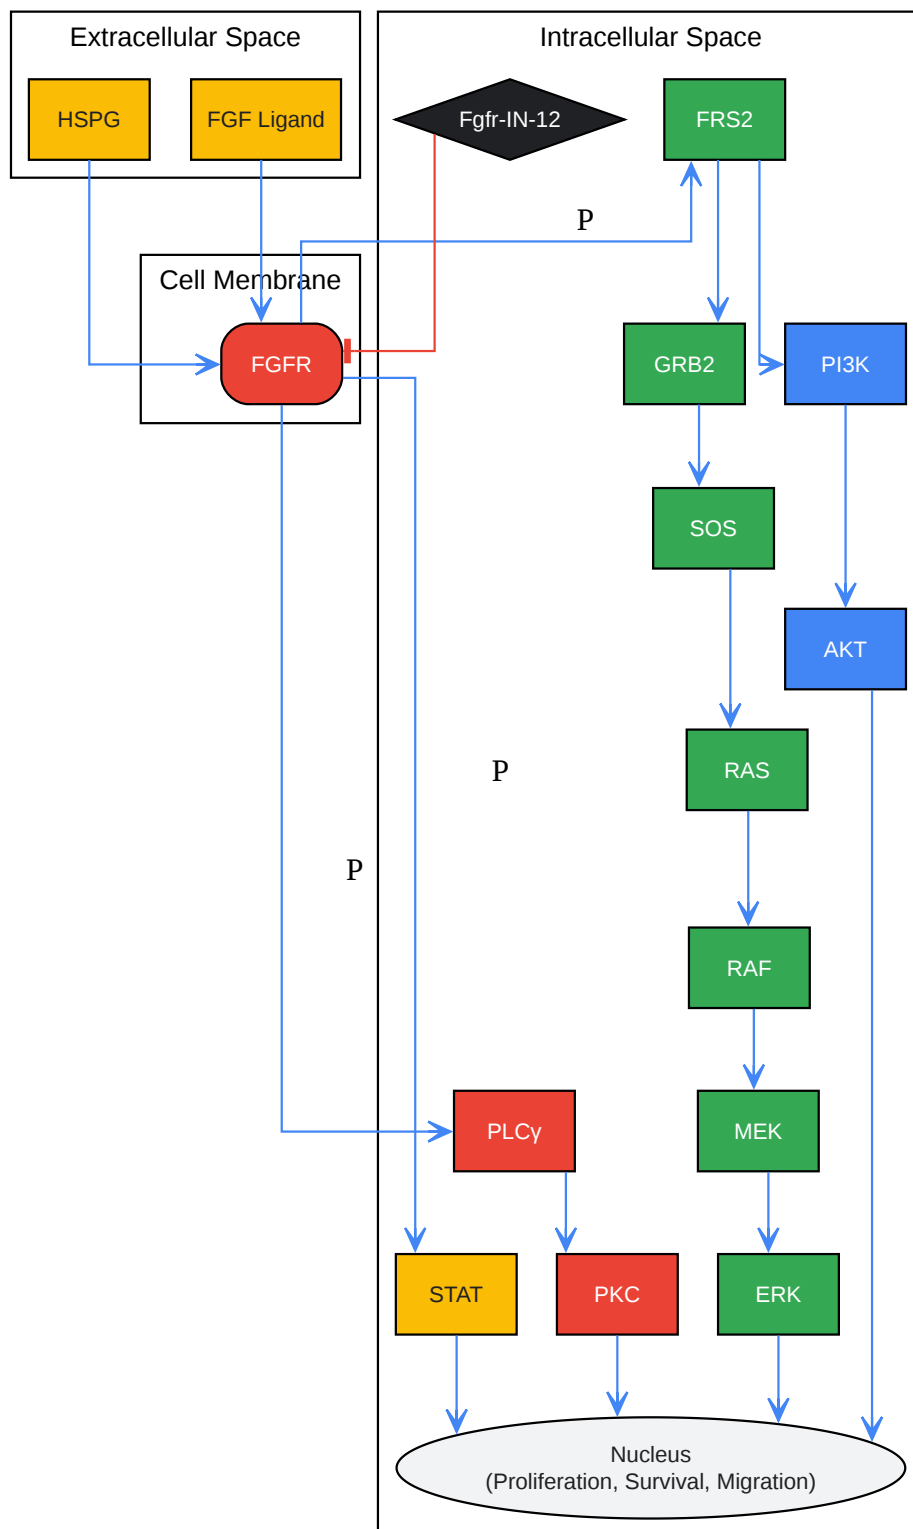 Extracellular Space
Intracellular Space
HSPG
FGF Ligand
Fgfr-IN-12
FRS2
P
Cell Membrane
FGFR
GRB2
PI3K
SOS
AKT
RAS
P
P
RAF
PLCγ
MEK
STAT
PKC
ERK
Nucleus
(Proliferation, Survival, Migration)